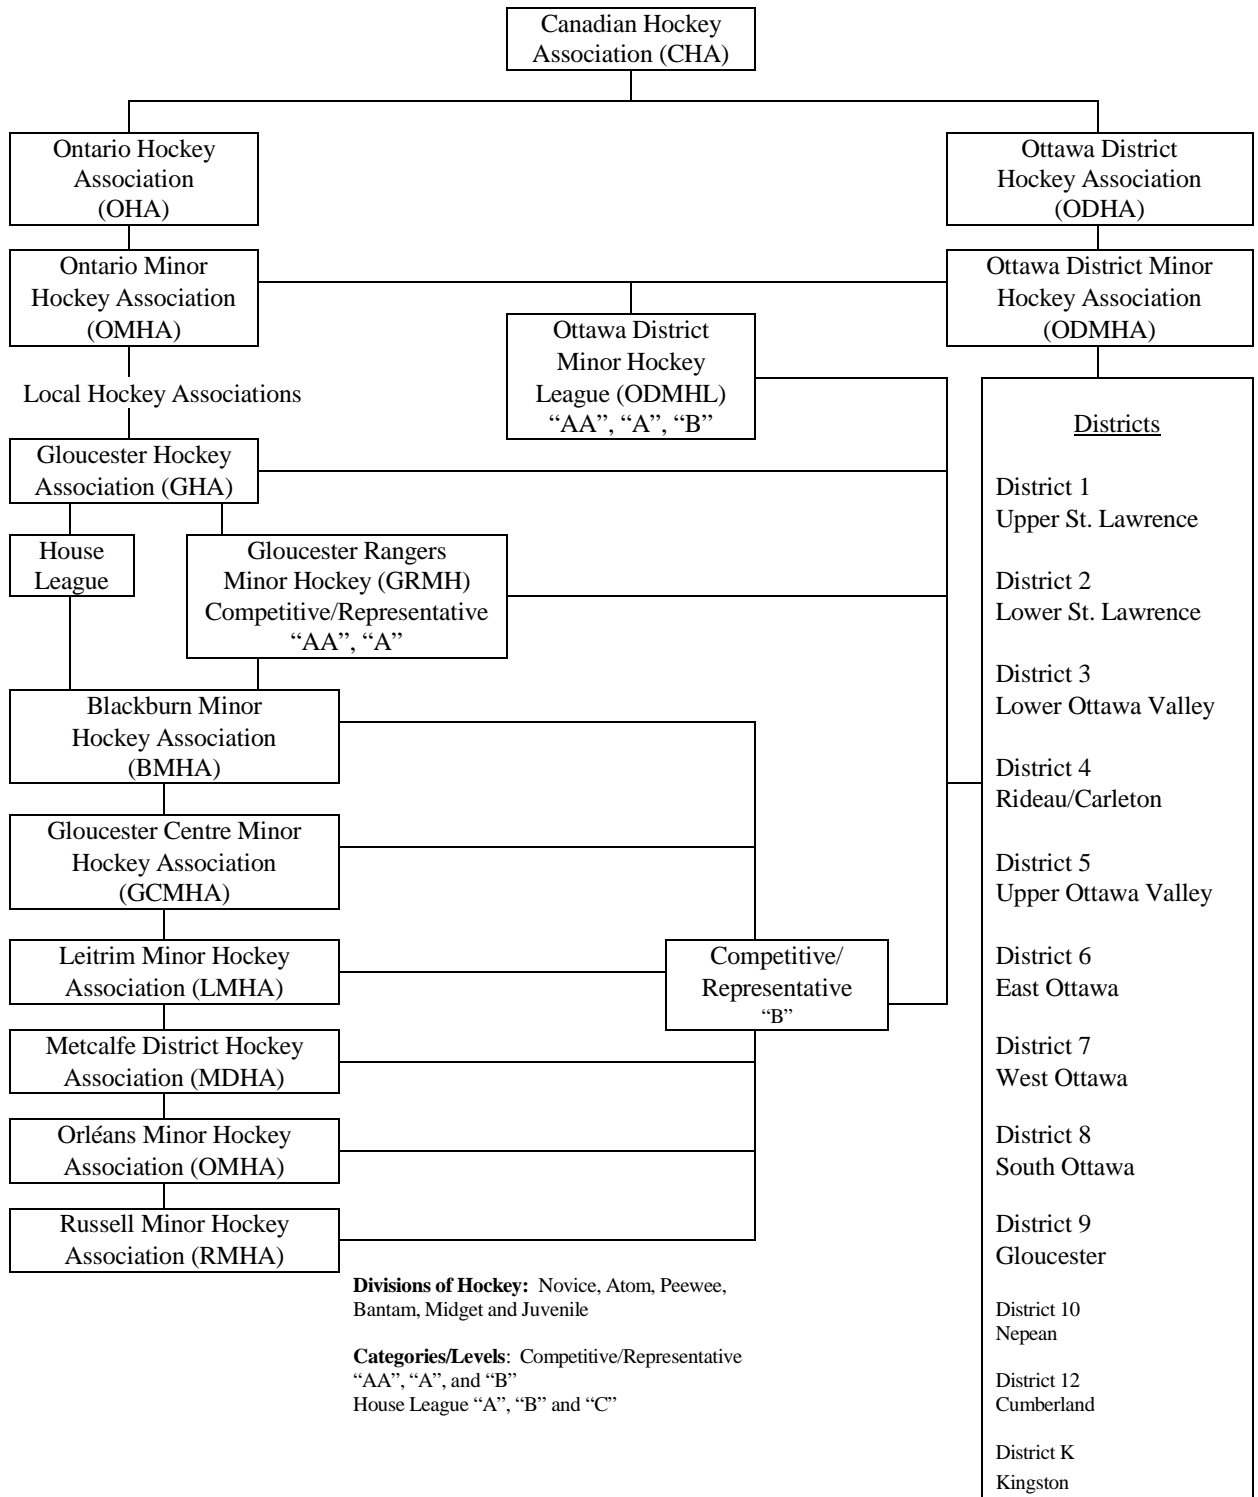 Canadian Hockey
Association (CHA)
Ontario Hockey
Association
(OHA)
Ottawa District
Hockey Association
(ODHA)
Ontario Minor
Hockey Association
(OMHA)
Ottawa District Minor
Hockey Association
(ODMHA)
Ottawa District
Minor Hockey
League (ODMHL)
“AA”, “A”, “B”
Local Hockey Associations
Gloucester Hockey
Association (GHA)
House
League
Gloucester Rangers
Minor Hockey (GRMH)
Competitive/Representative
“AA”, “A”
Blackburn Minor
Hockey Association
(BMHA)
Gloucester Centre Minor
Hockey Association
(GCMHA)
Leitrim Minor Hockey
Association (LMHA)
Metcalfe District Hockey
Association (MDHA)
Orléans Minor Hockey
Association (OMHA)
Russell Minor Hockey
Association (RMHA)
Competitive/
Representative
“B”
Districts
District 1
Upper St. Lawrence
District 2
Lower St. Lawrence
District 3
Lower Ottawa Valley
District 4
Rideau/Carleton
District 5
Upper Ottawa Valley
District 6
East Ottawa
District 7
West Ottawa
District 8
South Ottawa
District 9
Gloucester
District 10
Nepean
District 12
Cumberland
District K
Kingston
Divisions of Hockey: Novice, Atom, Peewee,
Bantam, Midget and Juvenile
Categories/Levels: Competitive/Representative
“AA”, “A”, and “B”
House League “A”, “B” and “C”